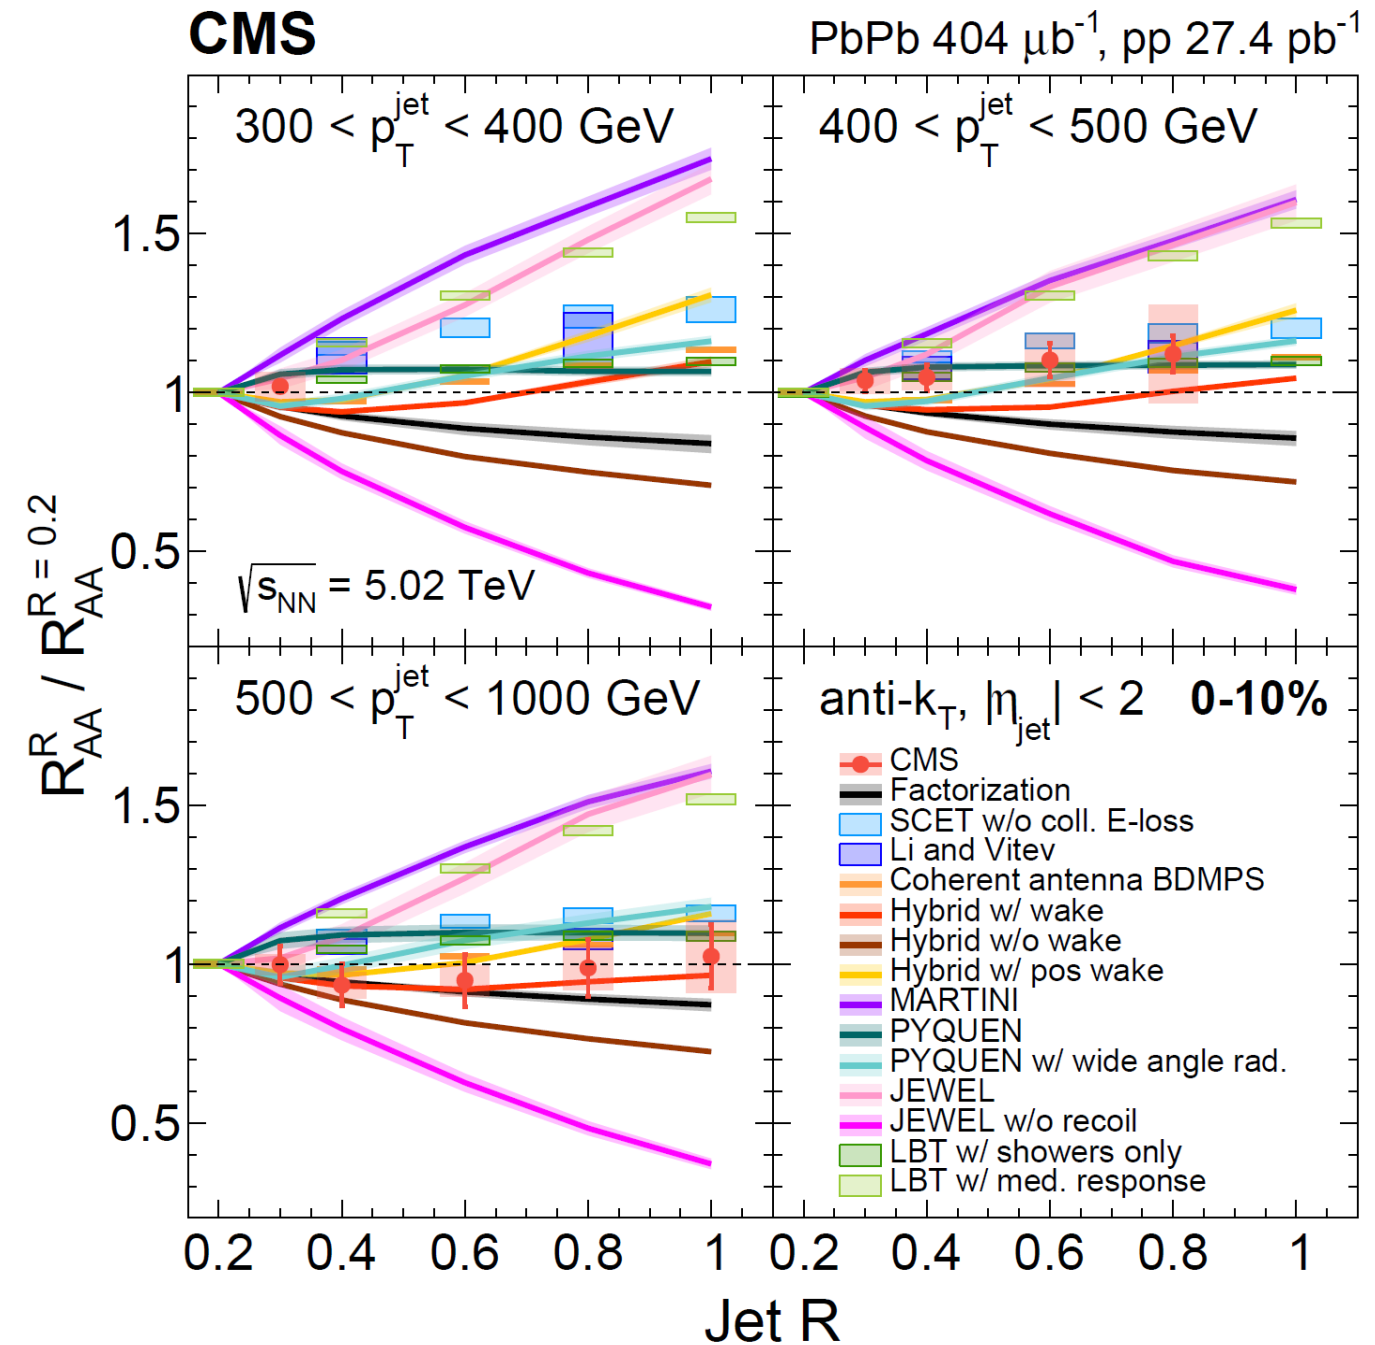 CMS
PbPb 404 μb⁻¹, pp 27.4 pb⁻¹
300 < p_T^jet < 400 GeV
400 < p_T^jet < 500 GeV
1.5
1
0.5
√s_NN = 5.02 TeV
R_AA^R / R_AA^{R = 0.2}
500 < p_T^jet < 1000 GeV
anti-k_T, |η_jet| < 2 0-10%
CMS
Factorization
SCET w/o coll. E-loss
Li and Vitev
Coherent antenna BDMPS
Hybrid w/ wake
Hybrid w/o wake
Hybrid w/ pos wake
MARTINI
PYQUEN
PYQUEN w/ wide angle rad.
JEWEL
JEWEL w/o recoil
LBT w/ showers only
LBT w/ med. response
1.5
1
0.5
0.2 0.4 0.6 0.8 1 0.2 0.4 0.6 0.8 1
Jet R